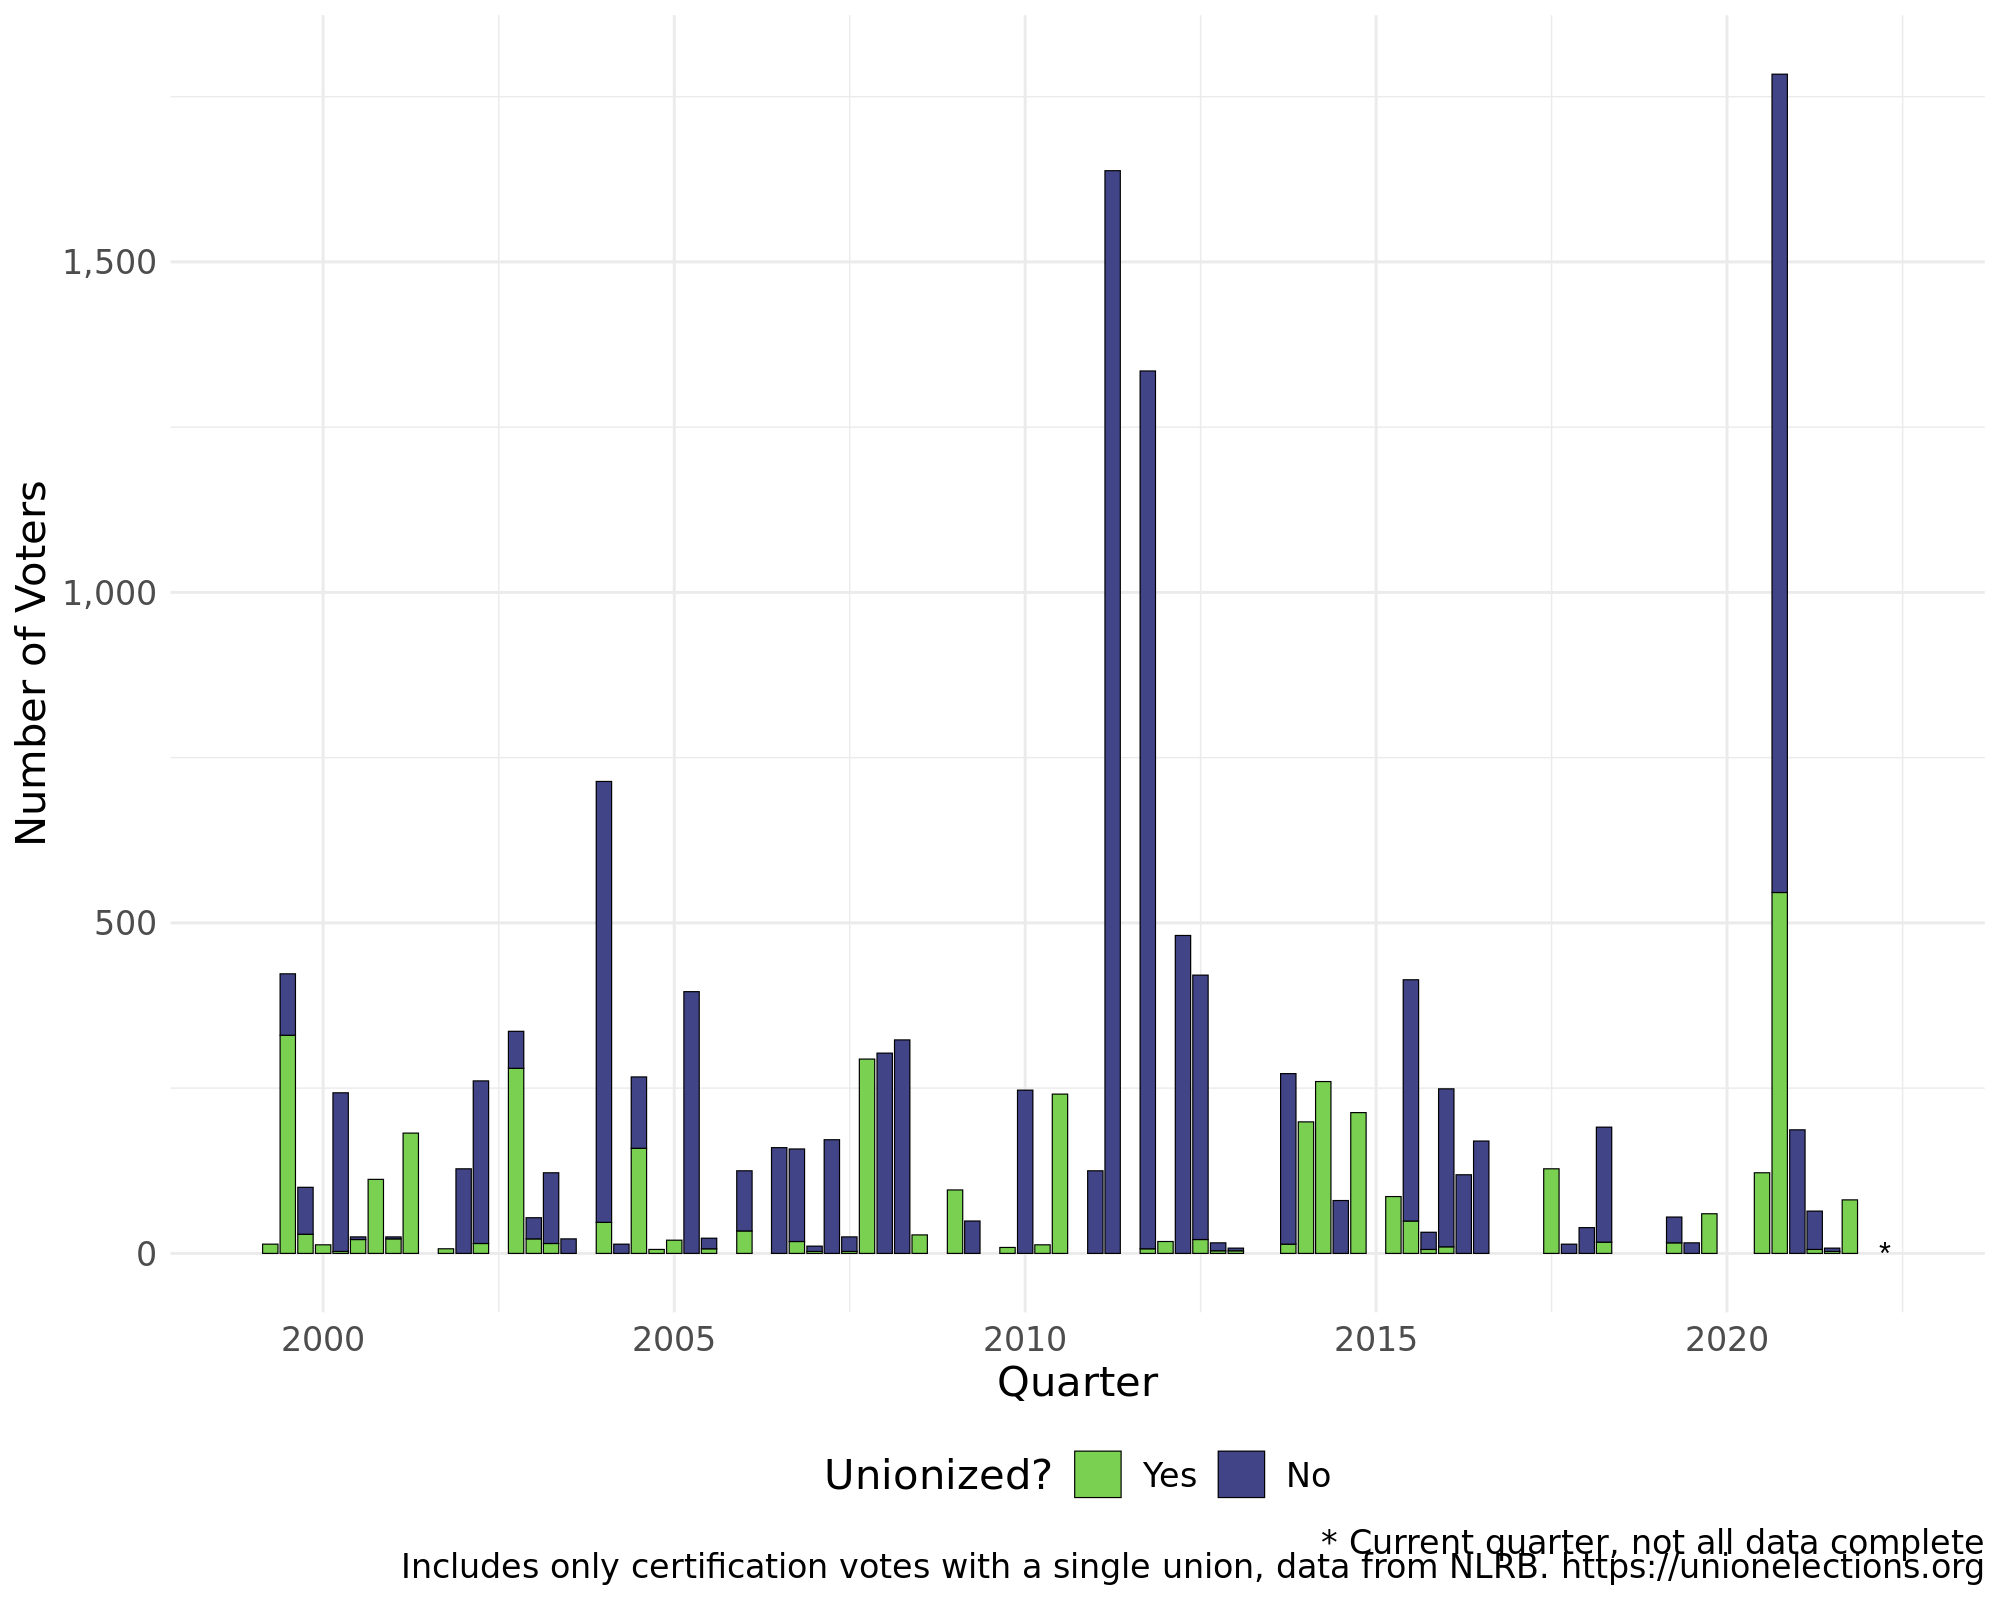 Number of Voters
1,500
1,000
500
0
*
2000 2005 2010 2015 2020
Quarter
Unionized? Yes No
* Current quarter, not all data complete
Includes only certification votes with a single union, data from NLRB. https://unionelections.org